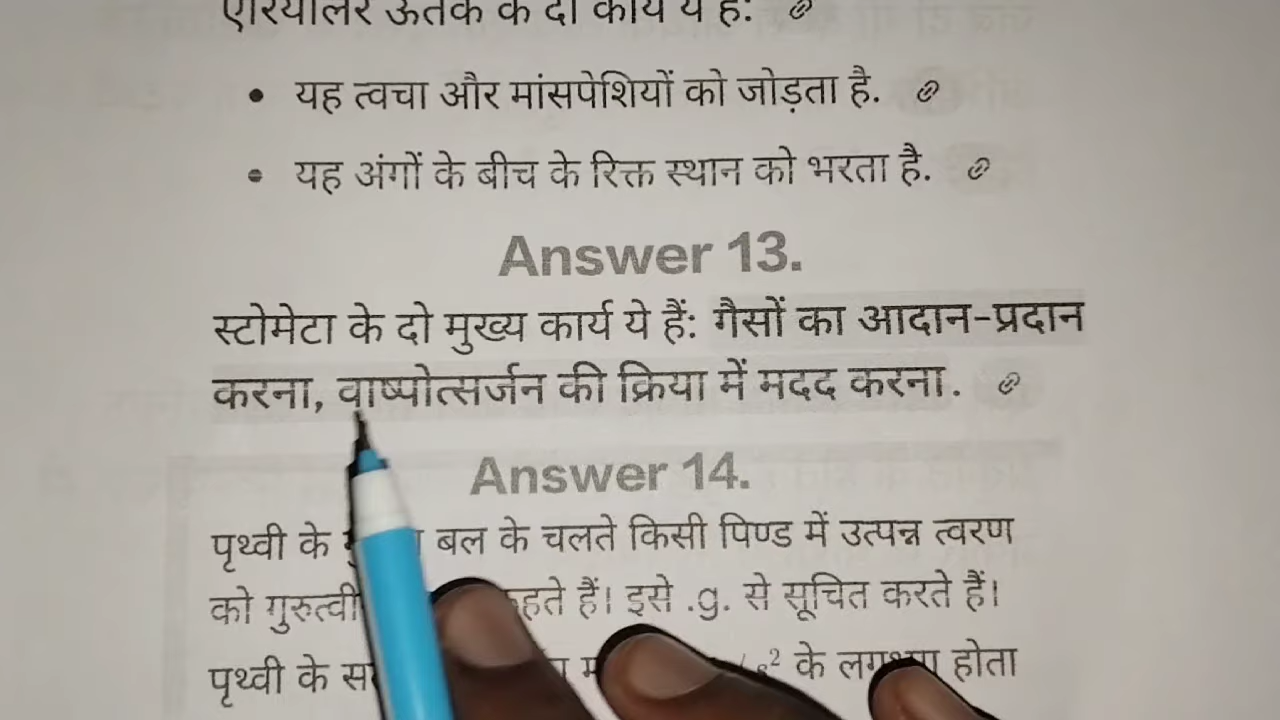 एरियोलर ऊतक के दो कार्य ये हैं:
• यह त्वचा और मांसपेशियों को जोड़ता है.
• यह अंगों के बीच के रिक्त स्थान को भरता है.
Answer 13.
स्टोमेटा के दो मुख्य कार्य ये हैं: गैसों का आदान-प्रदान
करना, वाष्पोत्सर्जन की क्रिया में मदद करना.
Answer 14.
पृथ्वी के बल के चलते किसी पिण्ड में उत्पन्न त्वरण
को कहते हैं। इसे .g. से सूचित करते हैं।
पृथ्वी के के लगभग होता